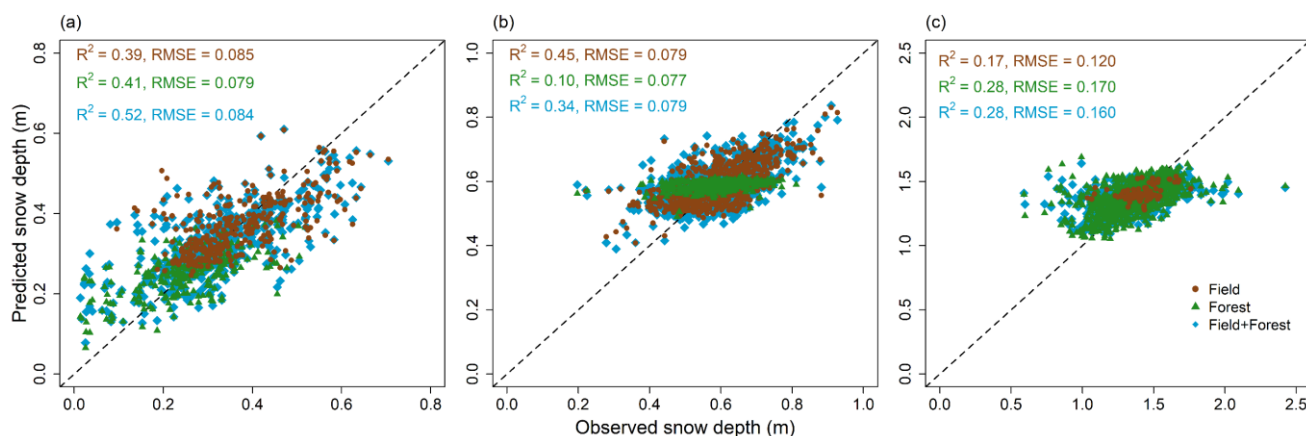 (a)
R² = 0.39, RMSE = 0.085
R² = 0.41, RMSE = 0.079
R² = 0.52, RMSE = 0.084
Predicted snow depth (m)
0.8
0.6
0.4
0.2
0.0
0.0 0.2 0.4 0.6 0.8
(b)
R² = 0.45, RMSE = 0.079
R² = 0.10, RMSE = 0.077
R² = 0.34, RMSE = 0.079
1.0
0.8
0.6
0.4
0.2
0.0
0.0 0.2 0.4 0.6 0.8 1.0
Observed snow depth (m)
(c)
R² = 0.17, RMSE = 0.120
R² = 0.28, RMSE = 0.170
R² = 0.28, RMSE = 0.160
2.5
2.0
1.5
1.0
0.5
0.0
Field
Forest
Field+Forest
0.0 0.5 1.0 1.5 2.0 2.5